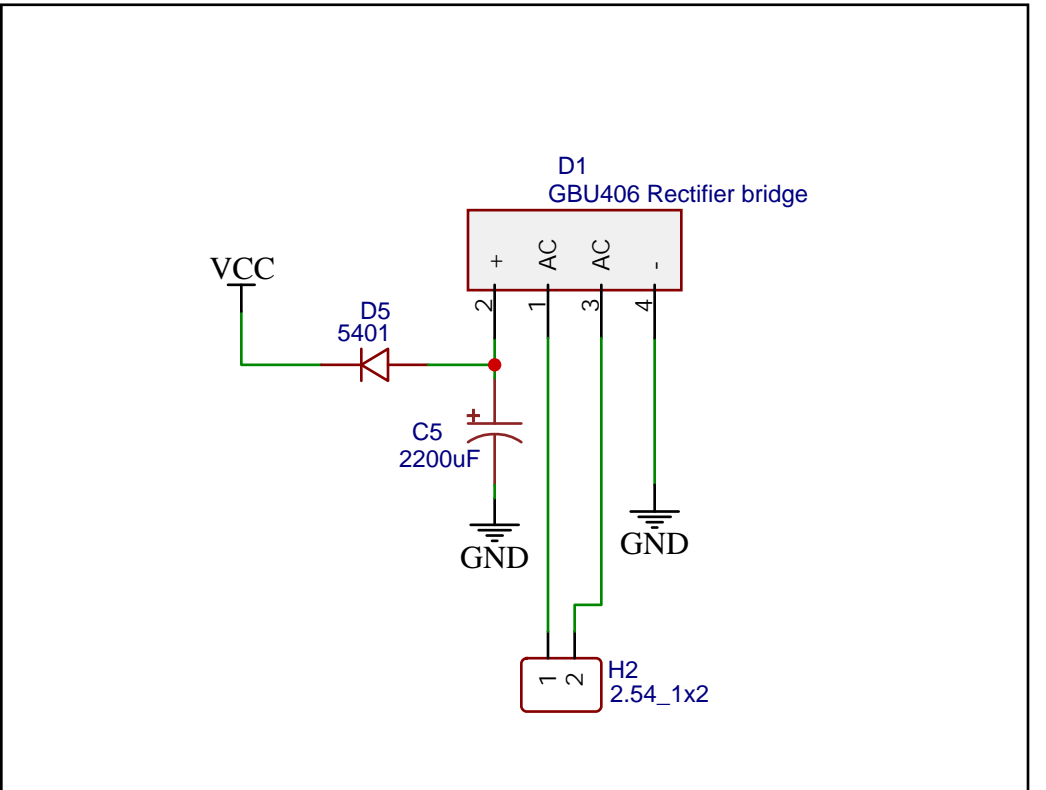 D1
GBU406 Rectifier bridge
+
AC
AC
-
2
1
3
4
VCC
D5
5401
+
C5
2200uF
GND
GND
1
2
H2
2.54_1x2